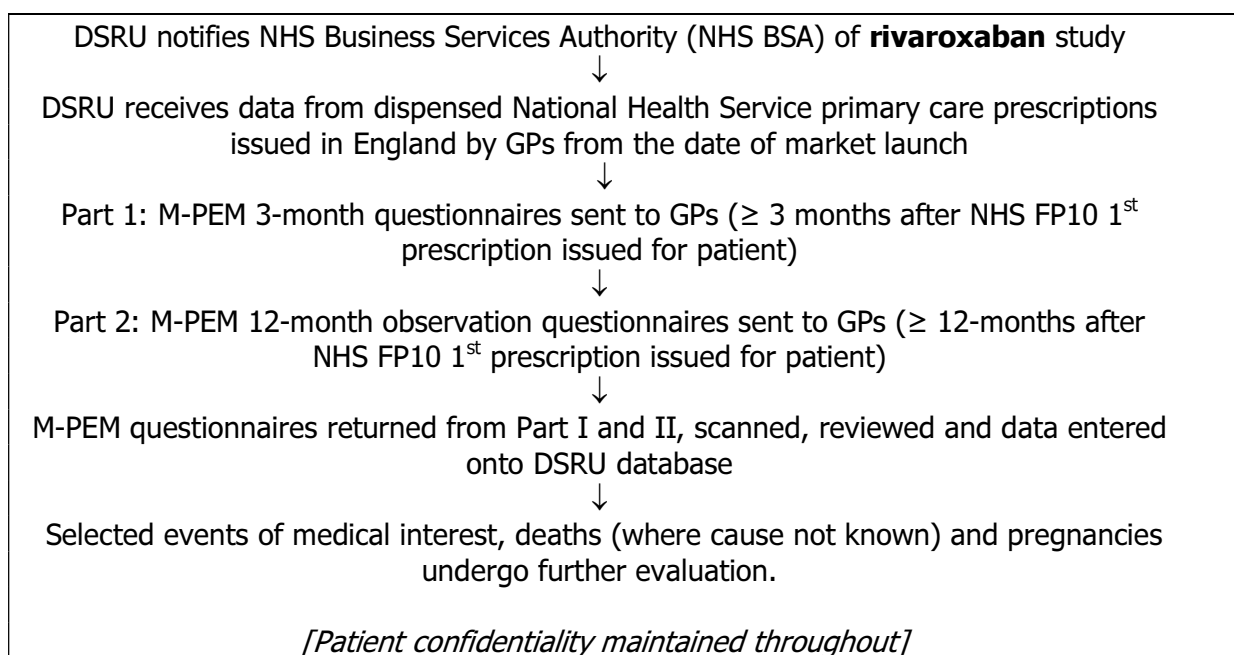 DSRU notifies NHS Business Services Authority (NHS BSA) of rivaroxaban study
↓
DSRU receives data from dispensed National Health Service primary care prescriptions
issued in England by GPs from the date of market launch
↓
Part 1: M-PEM 3-month questionnaires sent to GPs (≥ 3 months after NHS FP10 1st
prescription issued for patient)
↓
Part 2: M-PEM 12-month observation questionnaires sent to GPs (≥ 12-months after
NHS FP10 1st prescription issued for patient)
↓
M-PEM questionnaires returned from Part I and II, scanned, reviewed and data entered
onto DSRU database
↓
Selected events of medical interest, deaths (where cause not known) and pregnancies
undergo further evaluation.
[Patient confidentiality maintained throughout]